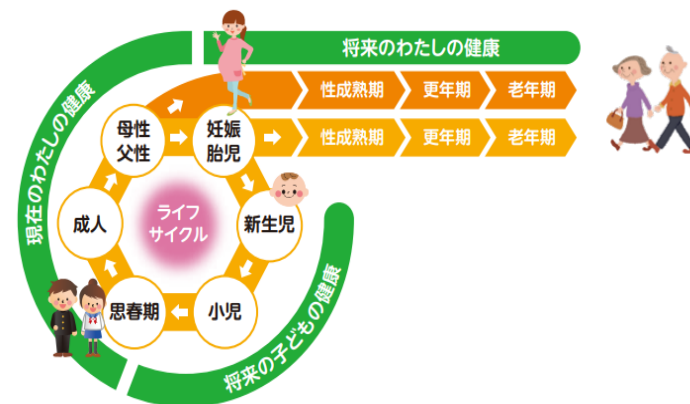 将来のわたしの健康
性成熟期
更年期
老年期
性成熟期
更年期
老年期
現在のわたしの健康
母性
父性
妊娠
胎児
成人
ライフ
サイクル
新生児
思春期
小児
将来の子どもの健康